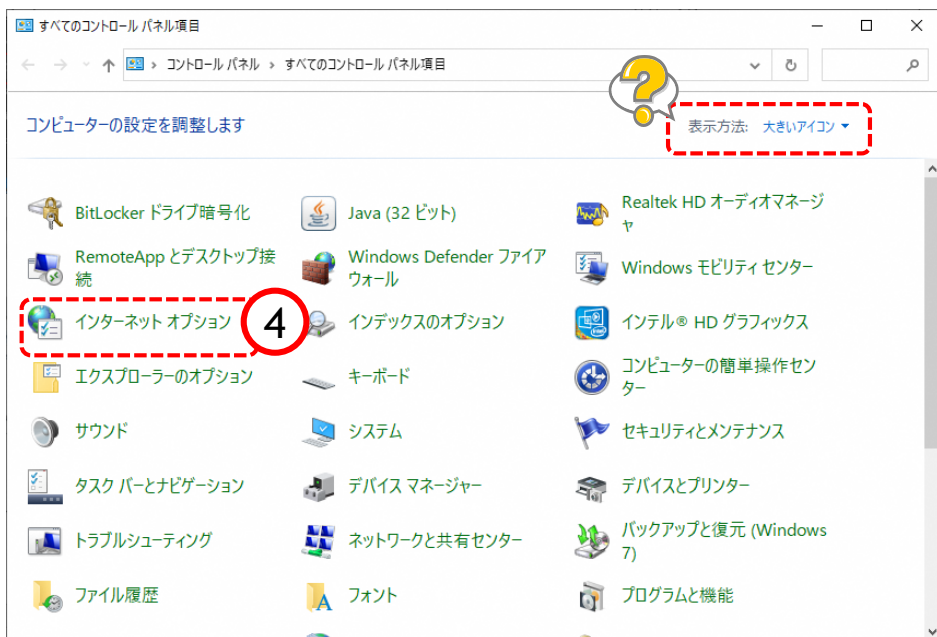 すべてのコントロール パネル項目
コントロール パネル › すべてのコントロール パネル項目
?
コンピューターの設定を調整します
表示方法: 大きいアイコン
BitLocker ドライブ暗号化
Java (32 ビット)
Realtek HD オーディオマネージ
ャ
RemoteApp とデスクトップ接
続
Windows Defender ファイア
ウォール
Windows モビリティ センター
インターネット オプション
4
インデックスのオプション
インテル® HD グラフィックス
エクスプローラーのオプション
キーボード
コンピューターの簡単操作セン
ター
サウンド
システム
セキュリティとメンテナンス
タスク バーとナビゲーション
デバイス マネージャー
デバイスとプリンター
トラブルシューティング
ネットワークと共有センター
バックアップと復元 (Windows
7)
ファイル履歴
フォント
プログラムと機能